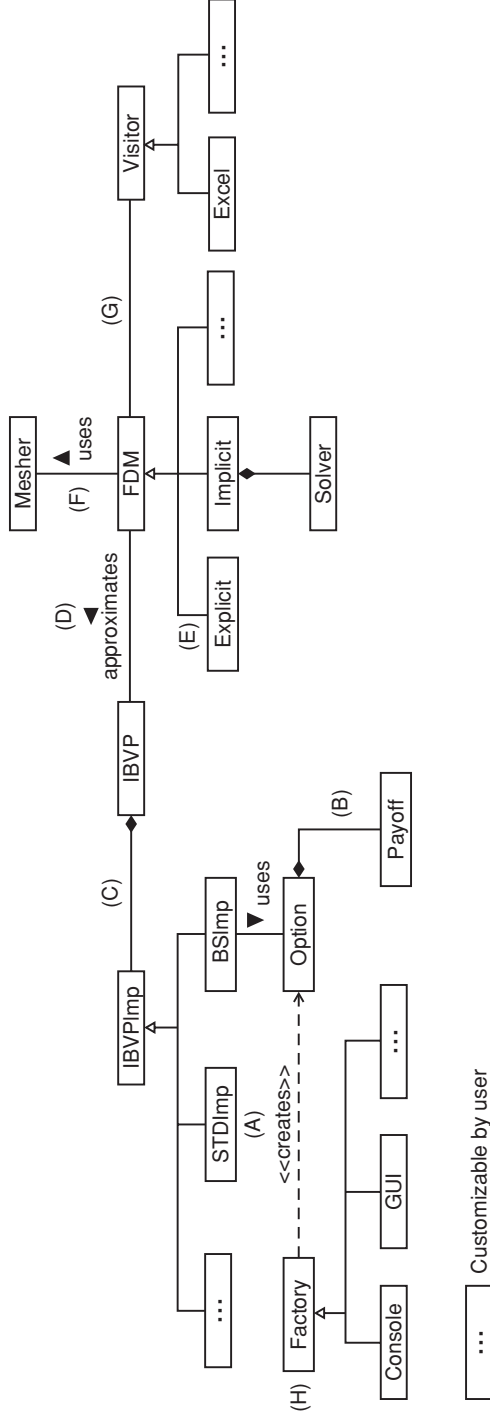 Mesher
(F)
▲ uses
(C)
(D)
◀
approximates
(G)
IBVPImp
IBVP
FDM
Visitor
(E)
...
STDImp
(A)
BSImp
Explicit
Implicit
...
Excel
...
▼ uses
<<creates>>
(H)
Factory
Option
(B)
Solver
Console
GUI
...
Payoff
...
Customizable by user